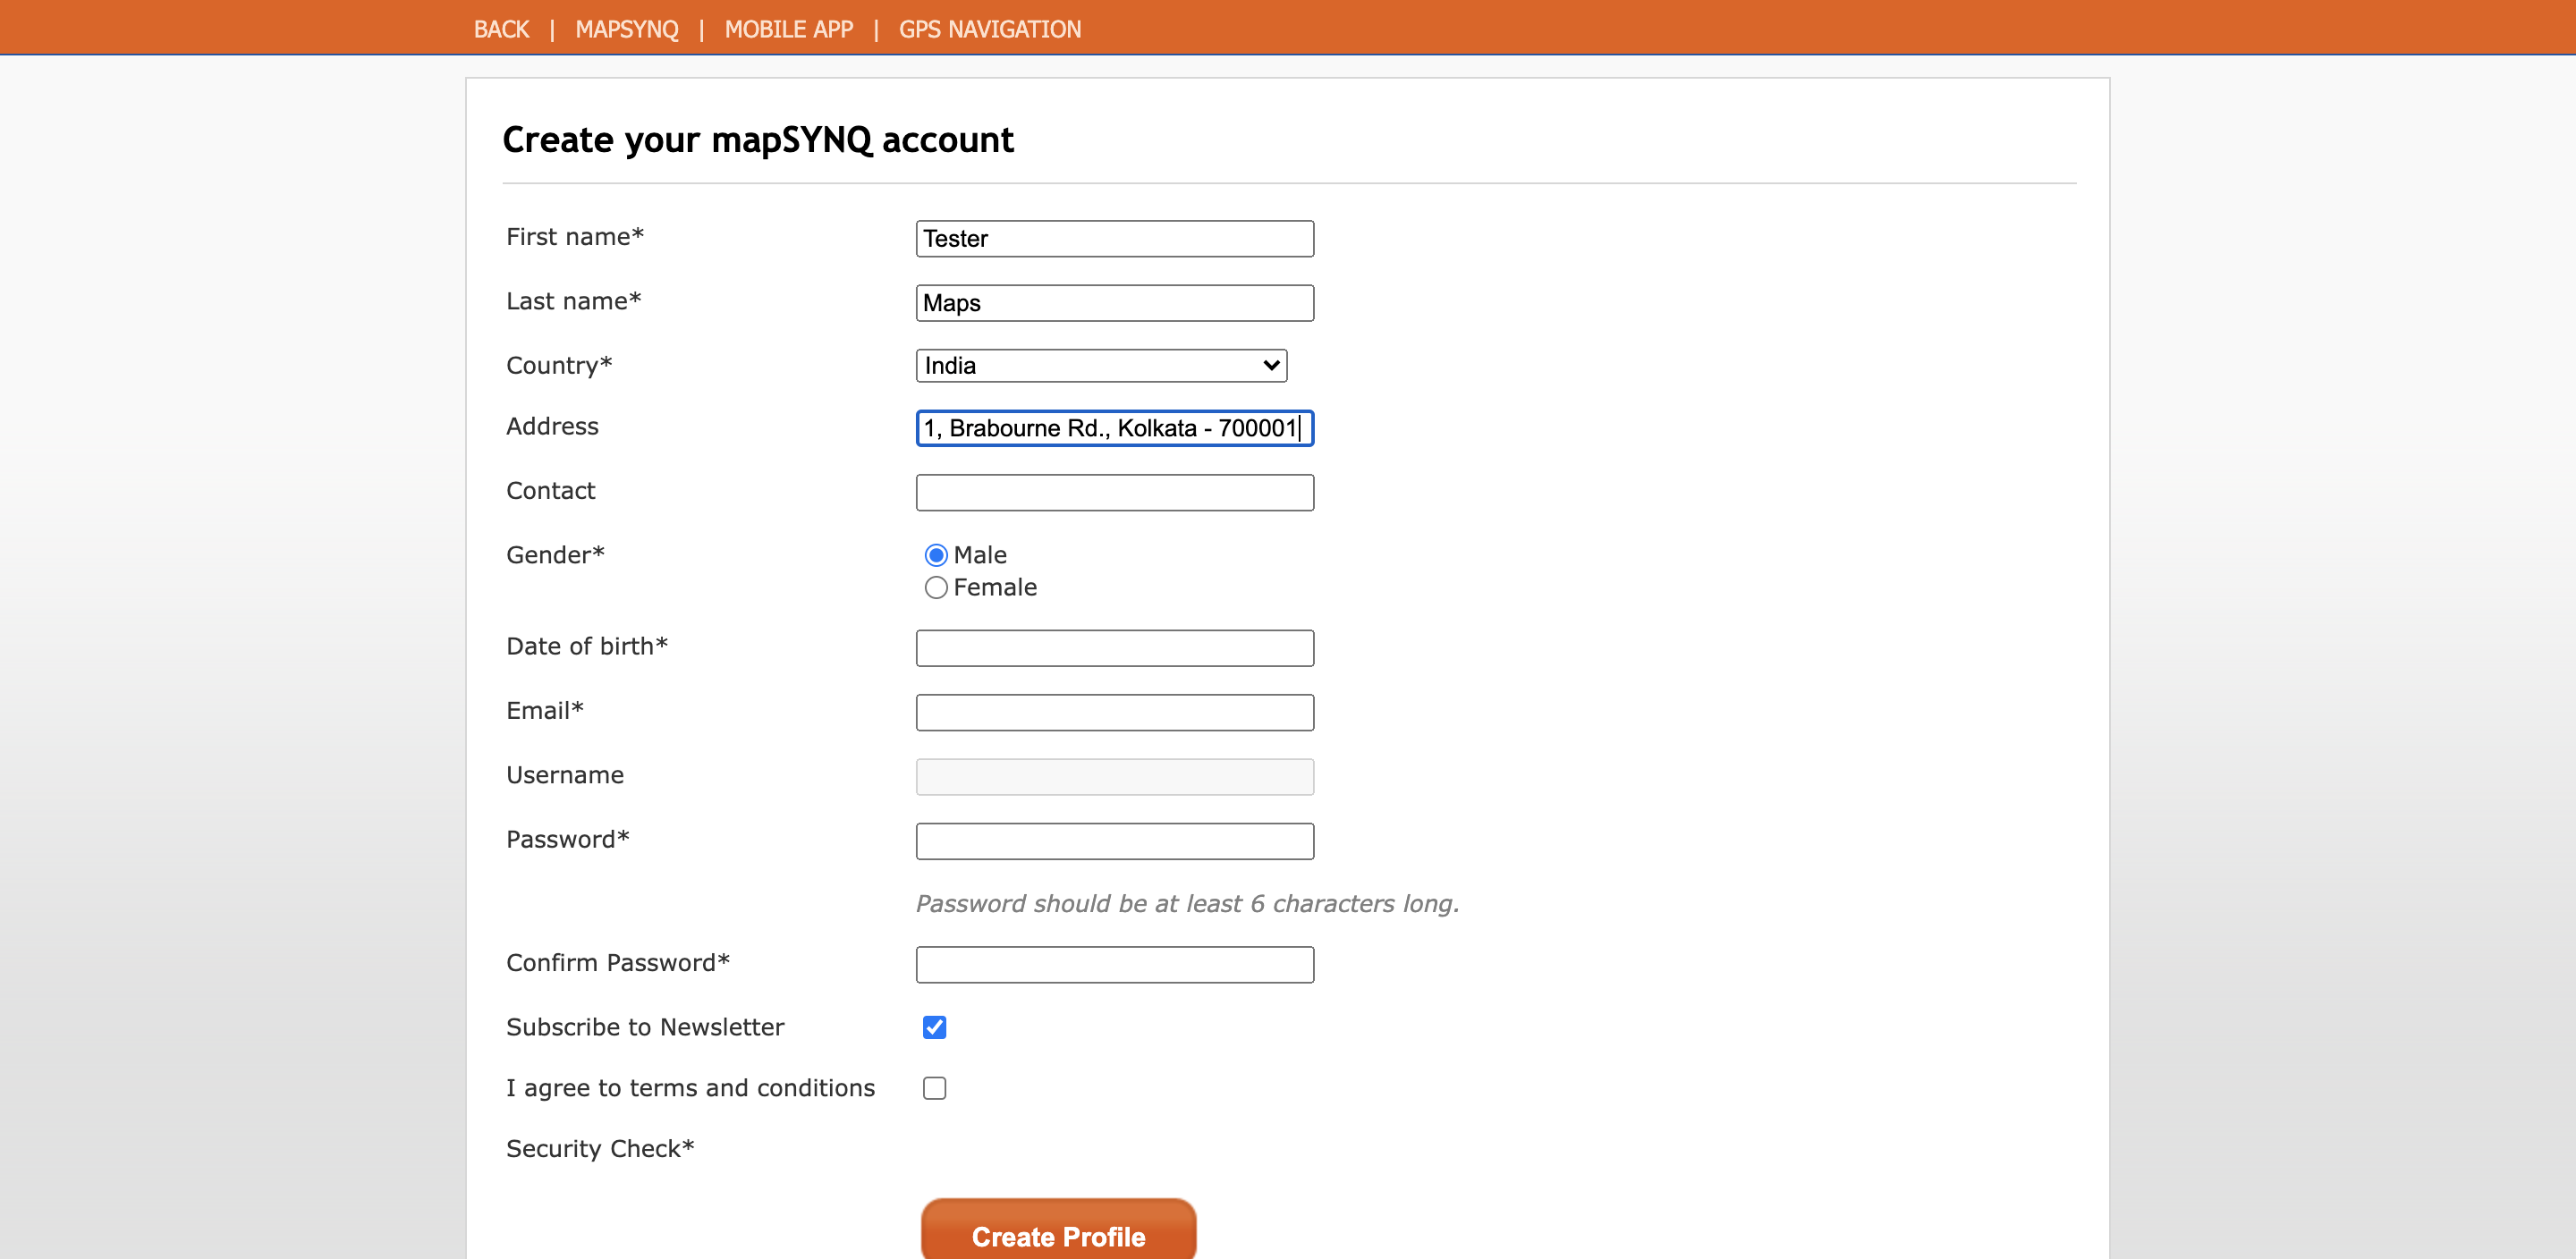 BACK | MAPSYNQ | MOBILE APP | GPS NAVIGATION
Create your mapSYNQ account
First name* Tester
Last name* Maps
Country* India
Address 1, Brabourne Rd., Kolkata - 700001
Contact
Gender* Male
Female
Date of birth*
Email*
Username
Password*
Password should be at least 6 characters long.
Confirm Password*
Subscribe to Newsletter
I agree to terms and conditions
Security Check*
Create Profile